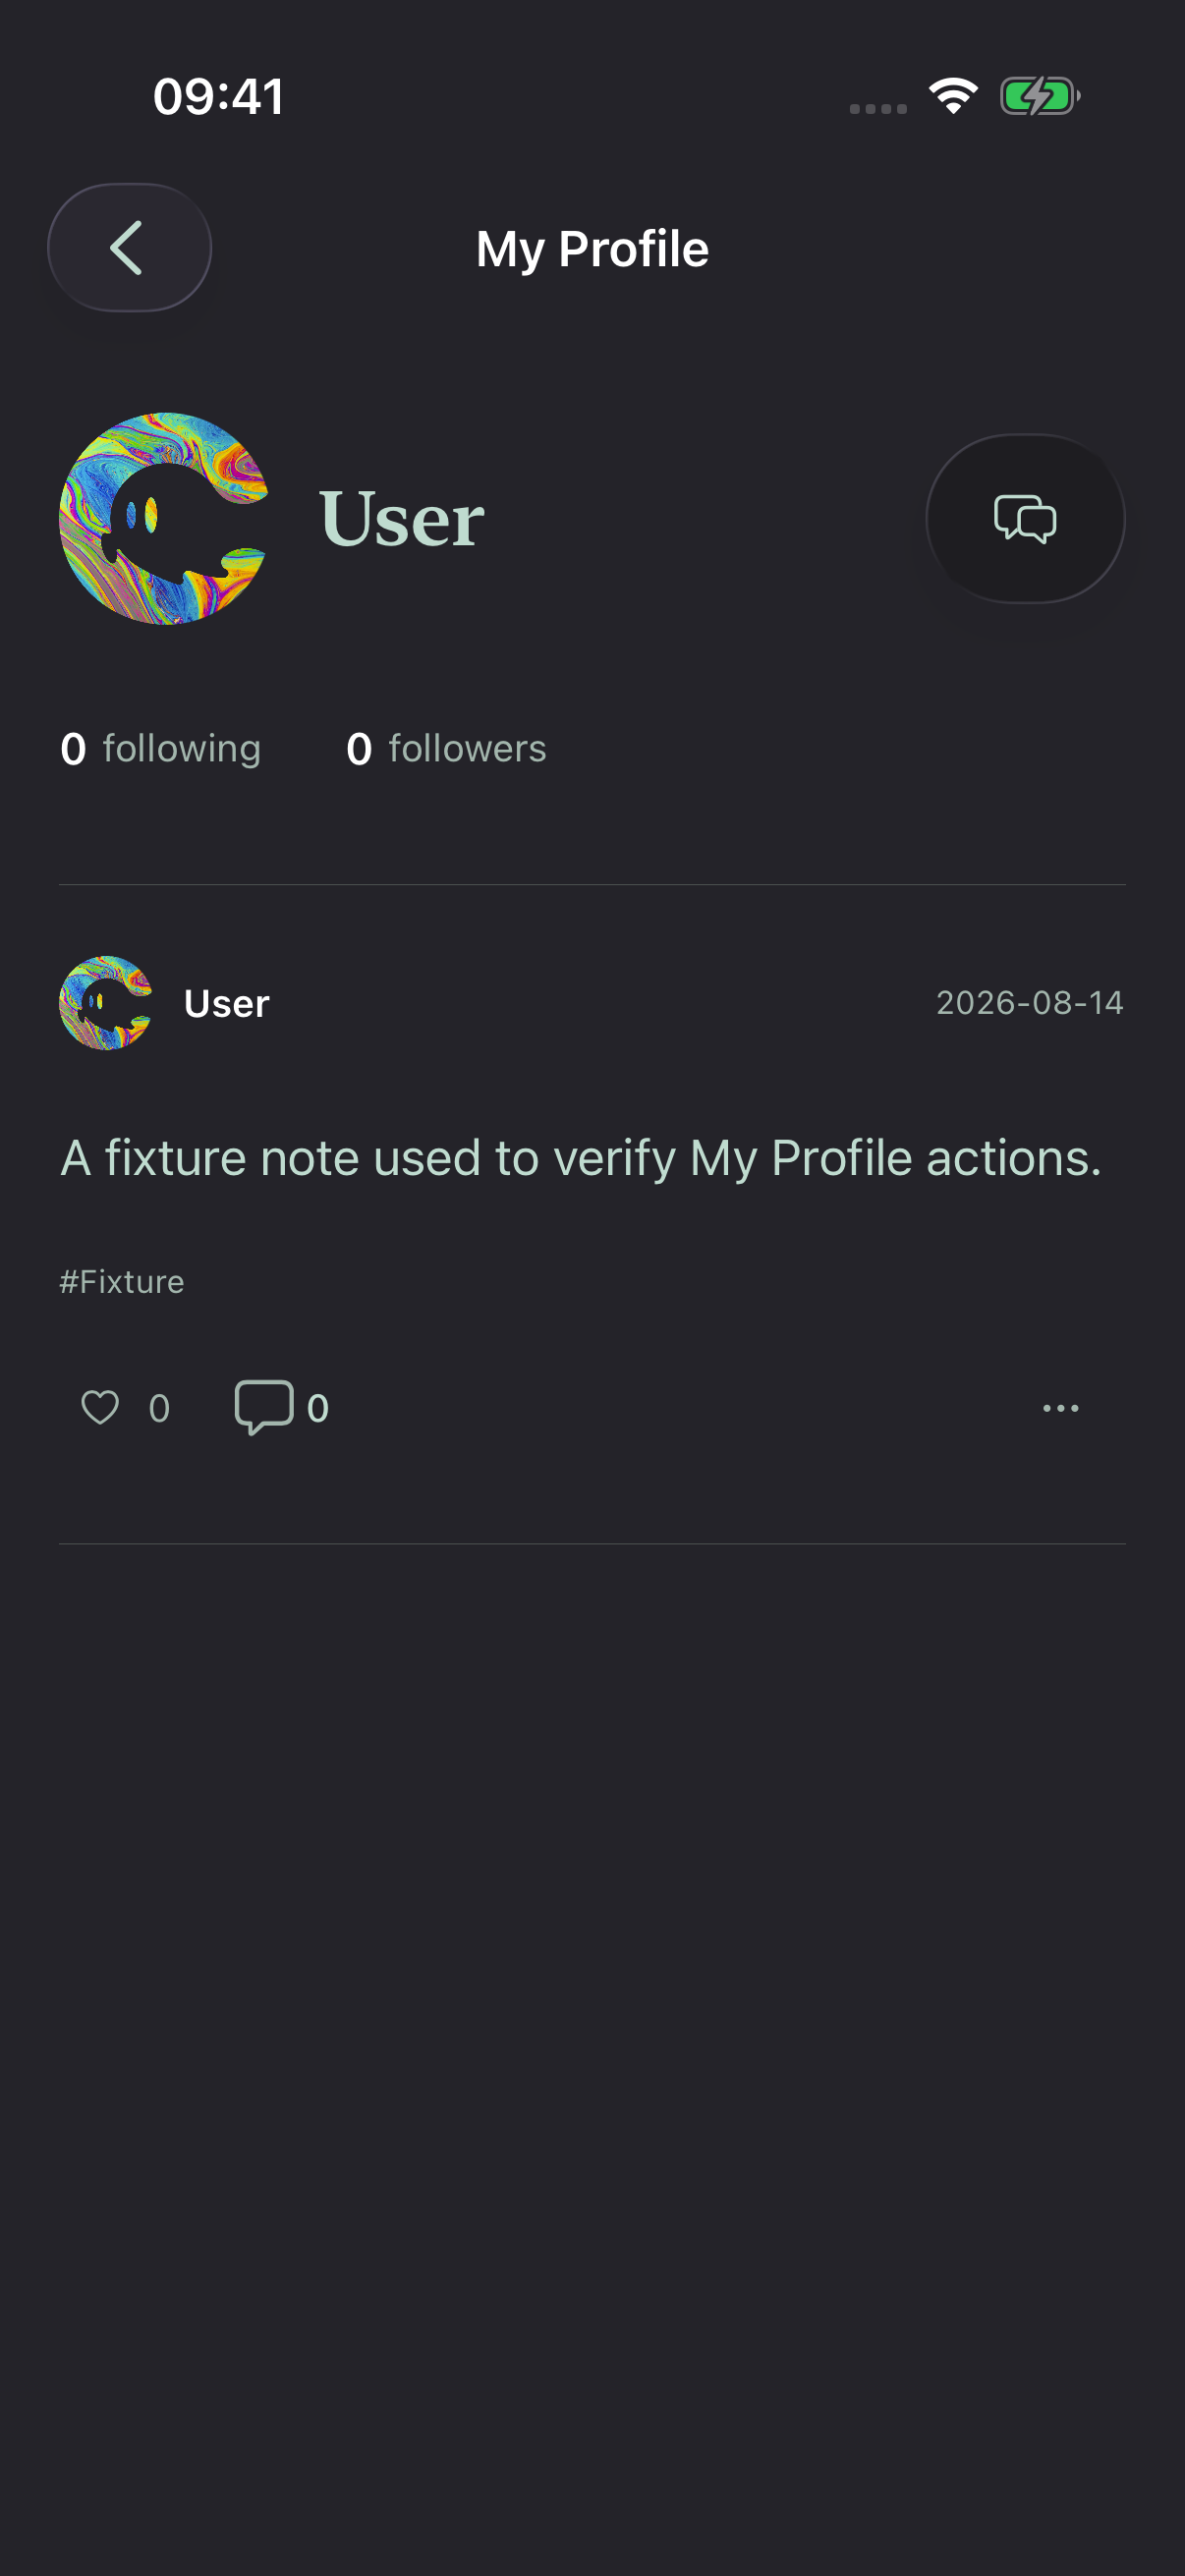 09:41
My Profile
User
0 following 0 followers
User 2026-08-14
A fixture note used to verify My Profile actions.
#Fixture
0 0